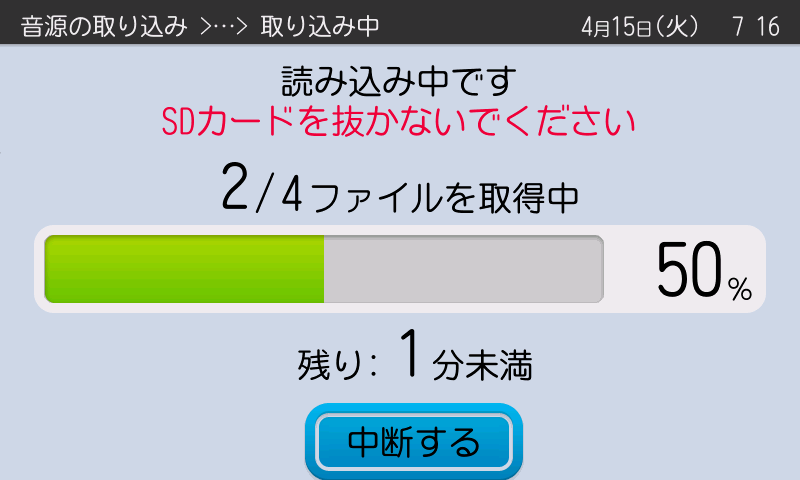 音源の取り込み >…> 取り込み中 4月15日(火) 7 16
読み込み中です
SDカードを抜かないでください
2/4ファイルを取得中
50%
残り: 1分未満
中断する